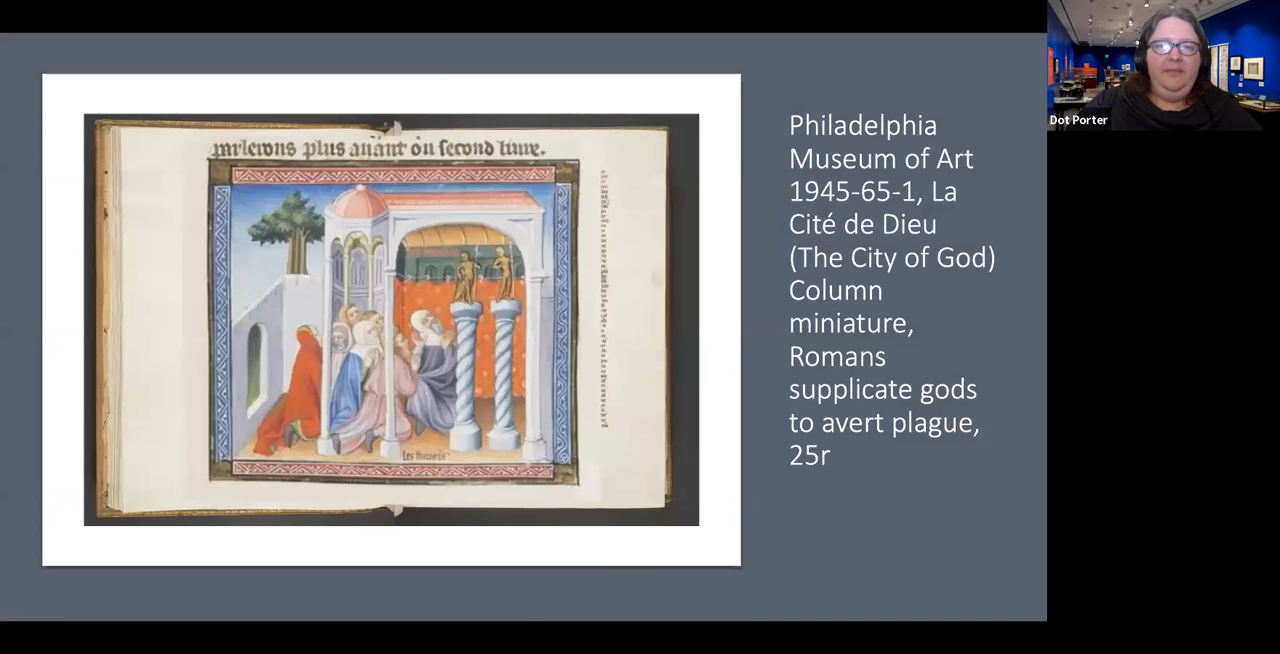 parlerons plus auant ou second liure.
Les Romains
Philadelphia
Museum of Art
1945-65-1, La
Cité de Dieu
(The City of God)
Column
miniature,
Romans
supplicate gods
to avert plague,
25r
Dot Porter